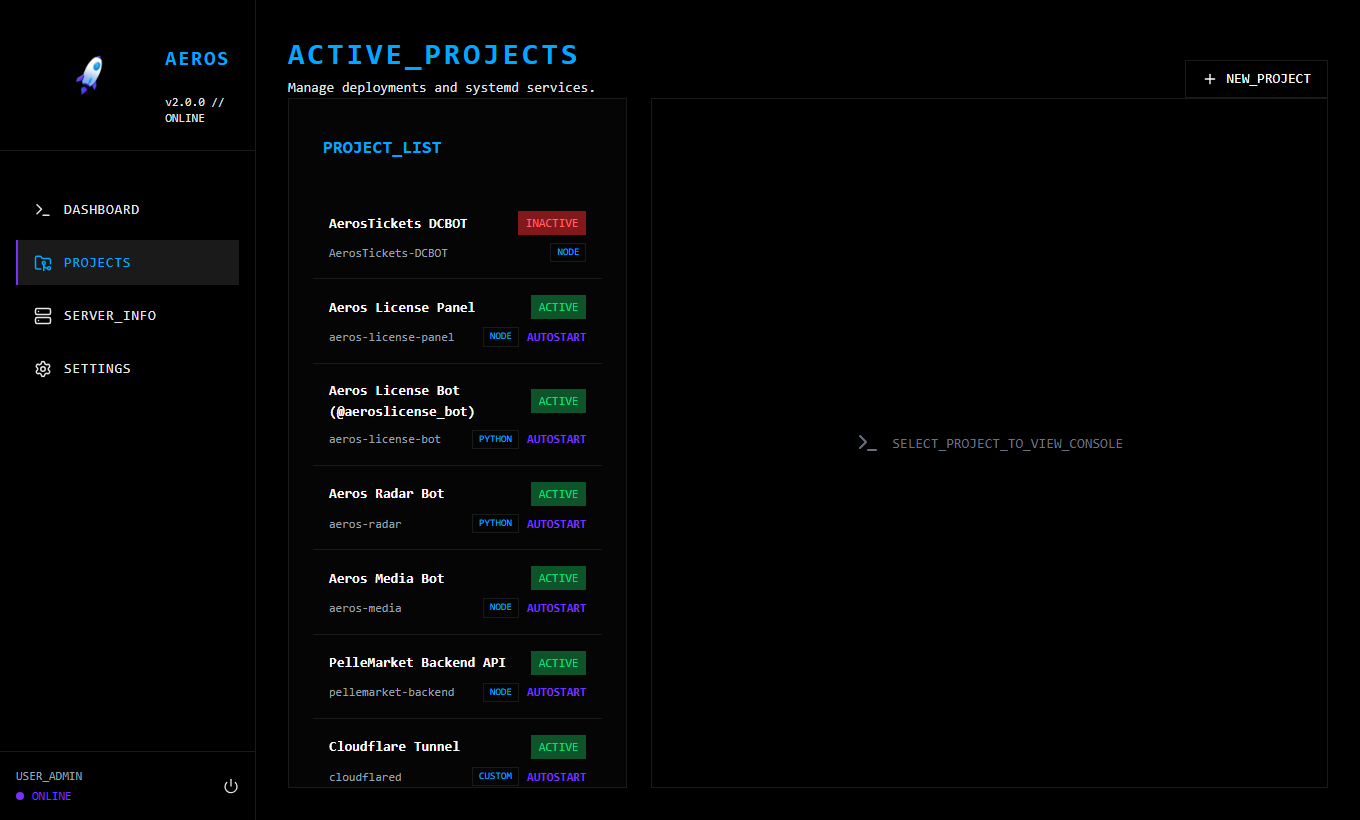 AEROS
v2.0.0 //
ONLINE
DASHBOARD
PROJECTS
SERVER_INFO
SETTINGS
USER_ADMIN
ONLINE
ACTIVE_PROJECTS
Manage deployments and systemd services.
NEW_PROJECT
PROJECT_LIST
AerosTickets DCBOT INACTIVE
AerosTickets-DCBOT NODE
Aeros License Panel ACTIVE
aeros-license-panel NODE AUTOSTART
Aeros License Bot
(@aeroslicense_bot) ACTIVE
aeros-license-bot PYTHON AUTOSTART
Aeros Radar Bot ACTIVE
aeros-radar PYTHON AUTOSTART
Aeros Media Bot ACTIVE
aeros-media NODE AUTOSTART
PelleMarket Backend API ACTIVE
pellemarket-backend NODE AUTOSTART
Cloudflare Tunnel ACTIVE
cloudflared CUSTOM AUTOSTART
SELECT_PROJECT_TO_VIEW_CONSOLE